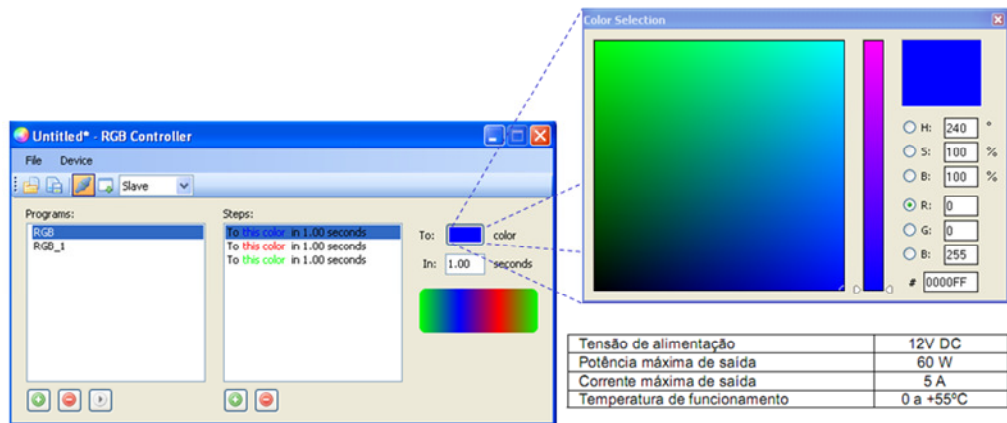 Untitled* - RGB Controller
File Device
Slave
Programs:
RGB
RGB_1
Steps:
To this color in 1.00 seconds
To this color in 1.00 seconds
To this color in 1.00 seconds
To: color
In: 1.00 seconds
Color Selection
H: 240 °
S: 100 %
B: 100 %
R: 0
G: 0
B: 255
# 0000FF
Tensão de alimentação 12V DC
Potência máxima de saída 60 W
Corrente máxima de saída 5 A
Temperatura de funcionamento 0 a +55ºC